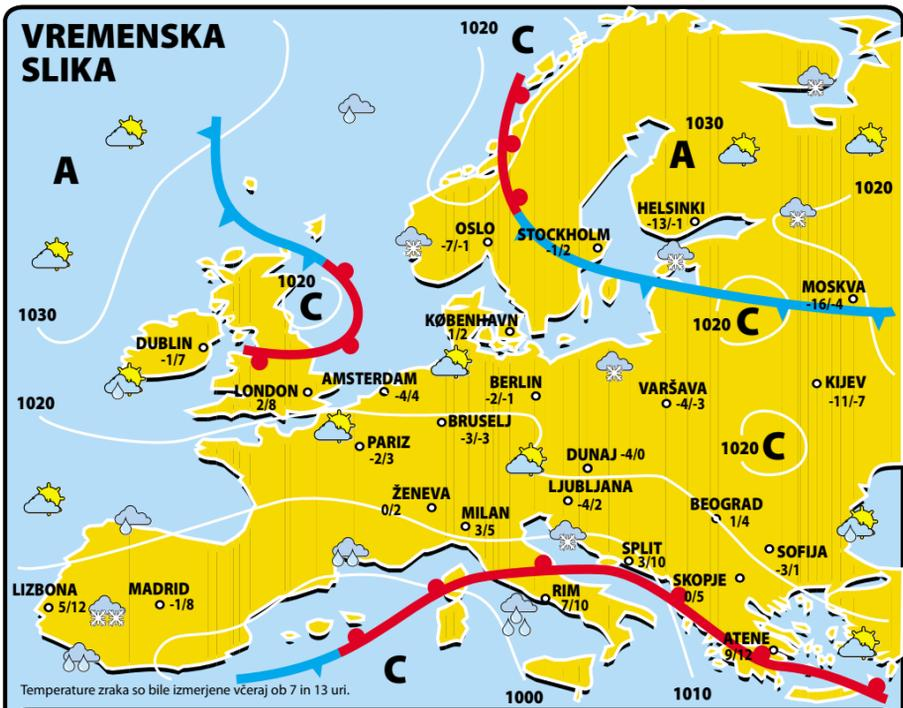 VREMENSKA
SLIKA
1020
C
A
1030
A
1020
HELSINKI
-13/-1
OSLO
-7/-1
STOCKHOLM
-1/2
1020
C
MOSKVA
-16/-4
1030
KØBENHAVN
1/2
1020 C
DUBLIN
-1/7
LONDON
2/8
AMSTERDAM
-4/4
BERLIN
-2/-1
VARŠAVA
-4/-3
KIJEV
-11/-7
1020
BRUSELJ
-3/-3
PARIZ
-2/3
DUNAJ -4/0
1020 C
ŽENEVA
0/2
MILAN
3/5
LJUBLJANA
-4/2
BEOGRAD
1/4
SPLIT
3/10
SOFIJA
-3/1
SKOPJE
0/5
LIZBONA
5/12
MADRID
-1/8
RIM
7/10
ATENE
9/12
C
Temperature zraka so bile izmerjene včeraj ob 7 in 13 uri.
1000
1010